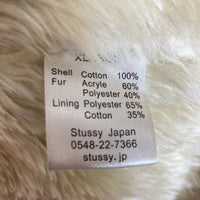 Shell Cotton 100%
Fur Acryle 60%
Polyester 40%
Lining Polyester 65%
Cotton 35%
Stussy Japan
0548-22-7366
stussy.jp